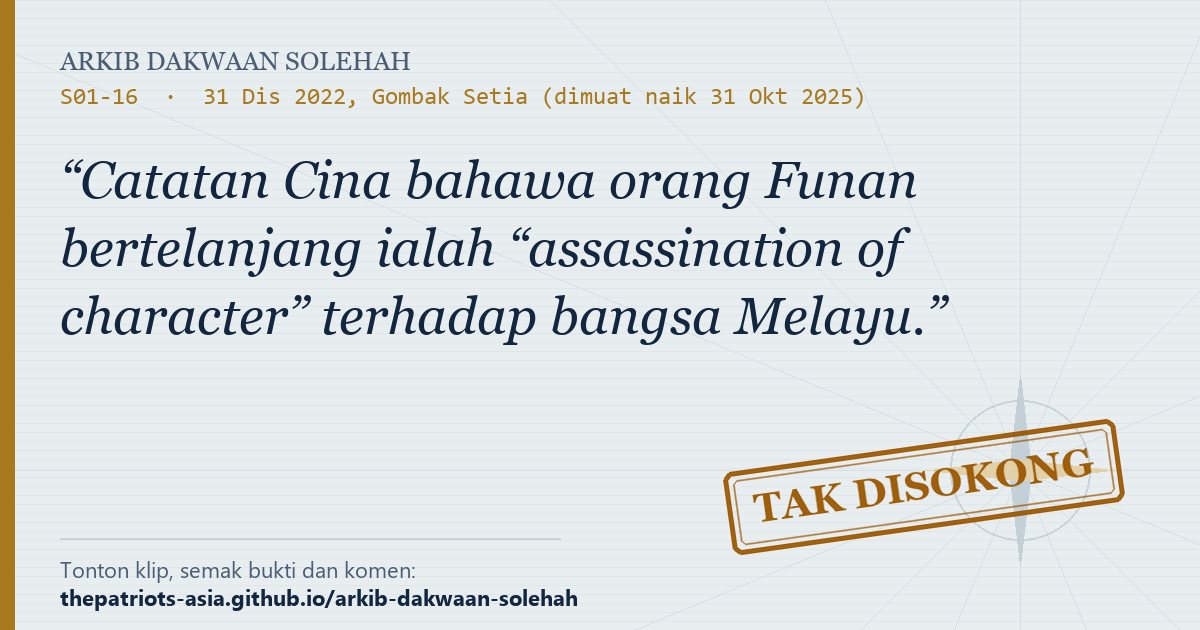 ARKIB DAKWAAN SOLEHAH
S01-16 · 31 Dis 2022, Gombak Setia (dimuat naik 31 Okt 2025)
“Catatan Cina bahawa orang Funan
bertelanjang ialah “assassination of
character” terhadap bangsa Melayu.”
TAK DISOKONG
Tonton klip, semak bukti dan komen:
thepatriots-asia.github.io/arkib-dakwaan-solehah